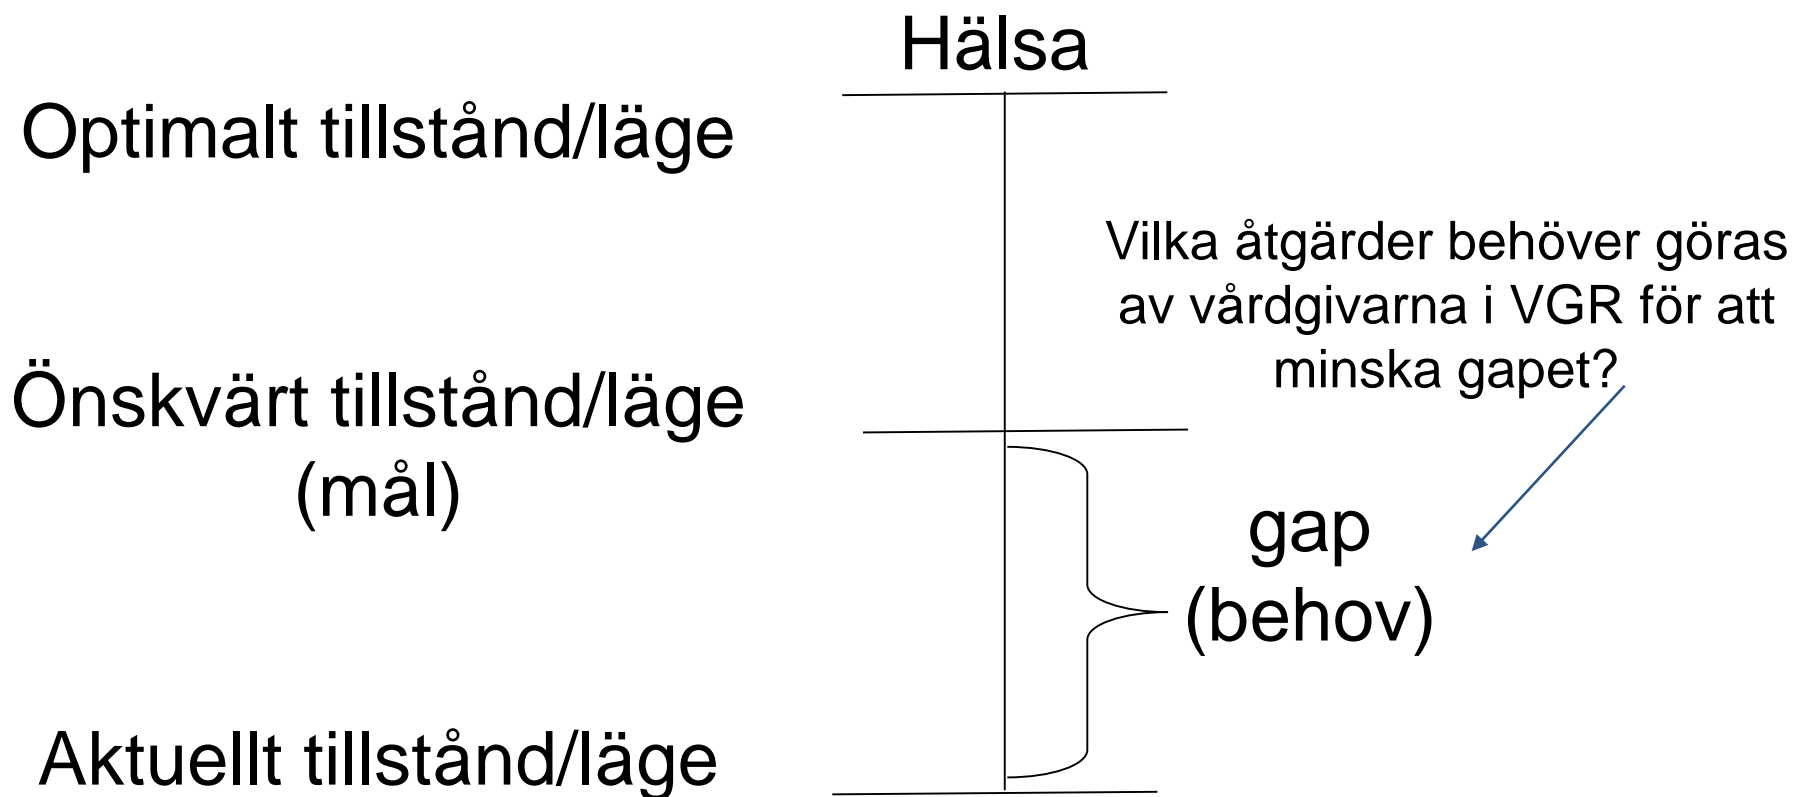 Hälsa
Optimalt tillstånd/läge
Vilka åtgärder behöver göras
av vårdgivarna i VGR för att
minska gapet?
Önskvärt tillstånd/läge
(mål)
gap
(behov)
Aktuellt tillstånd/läge